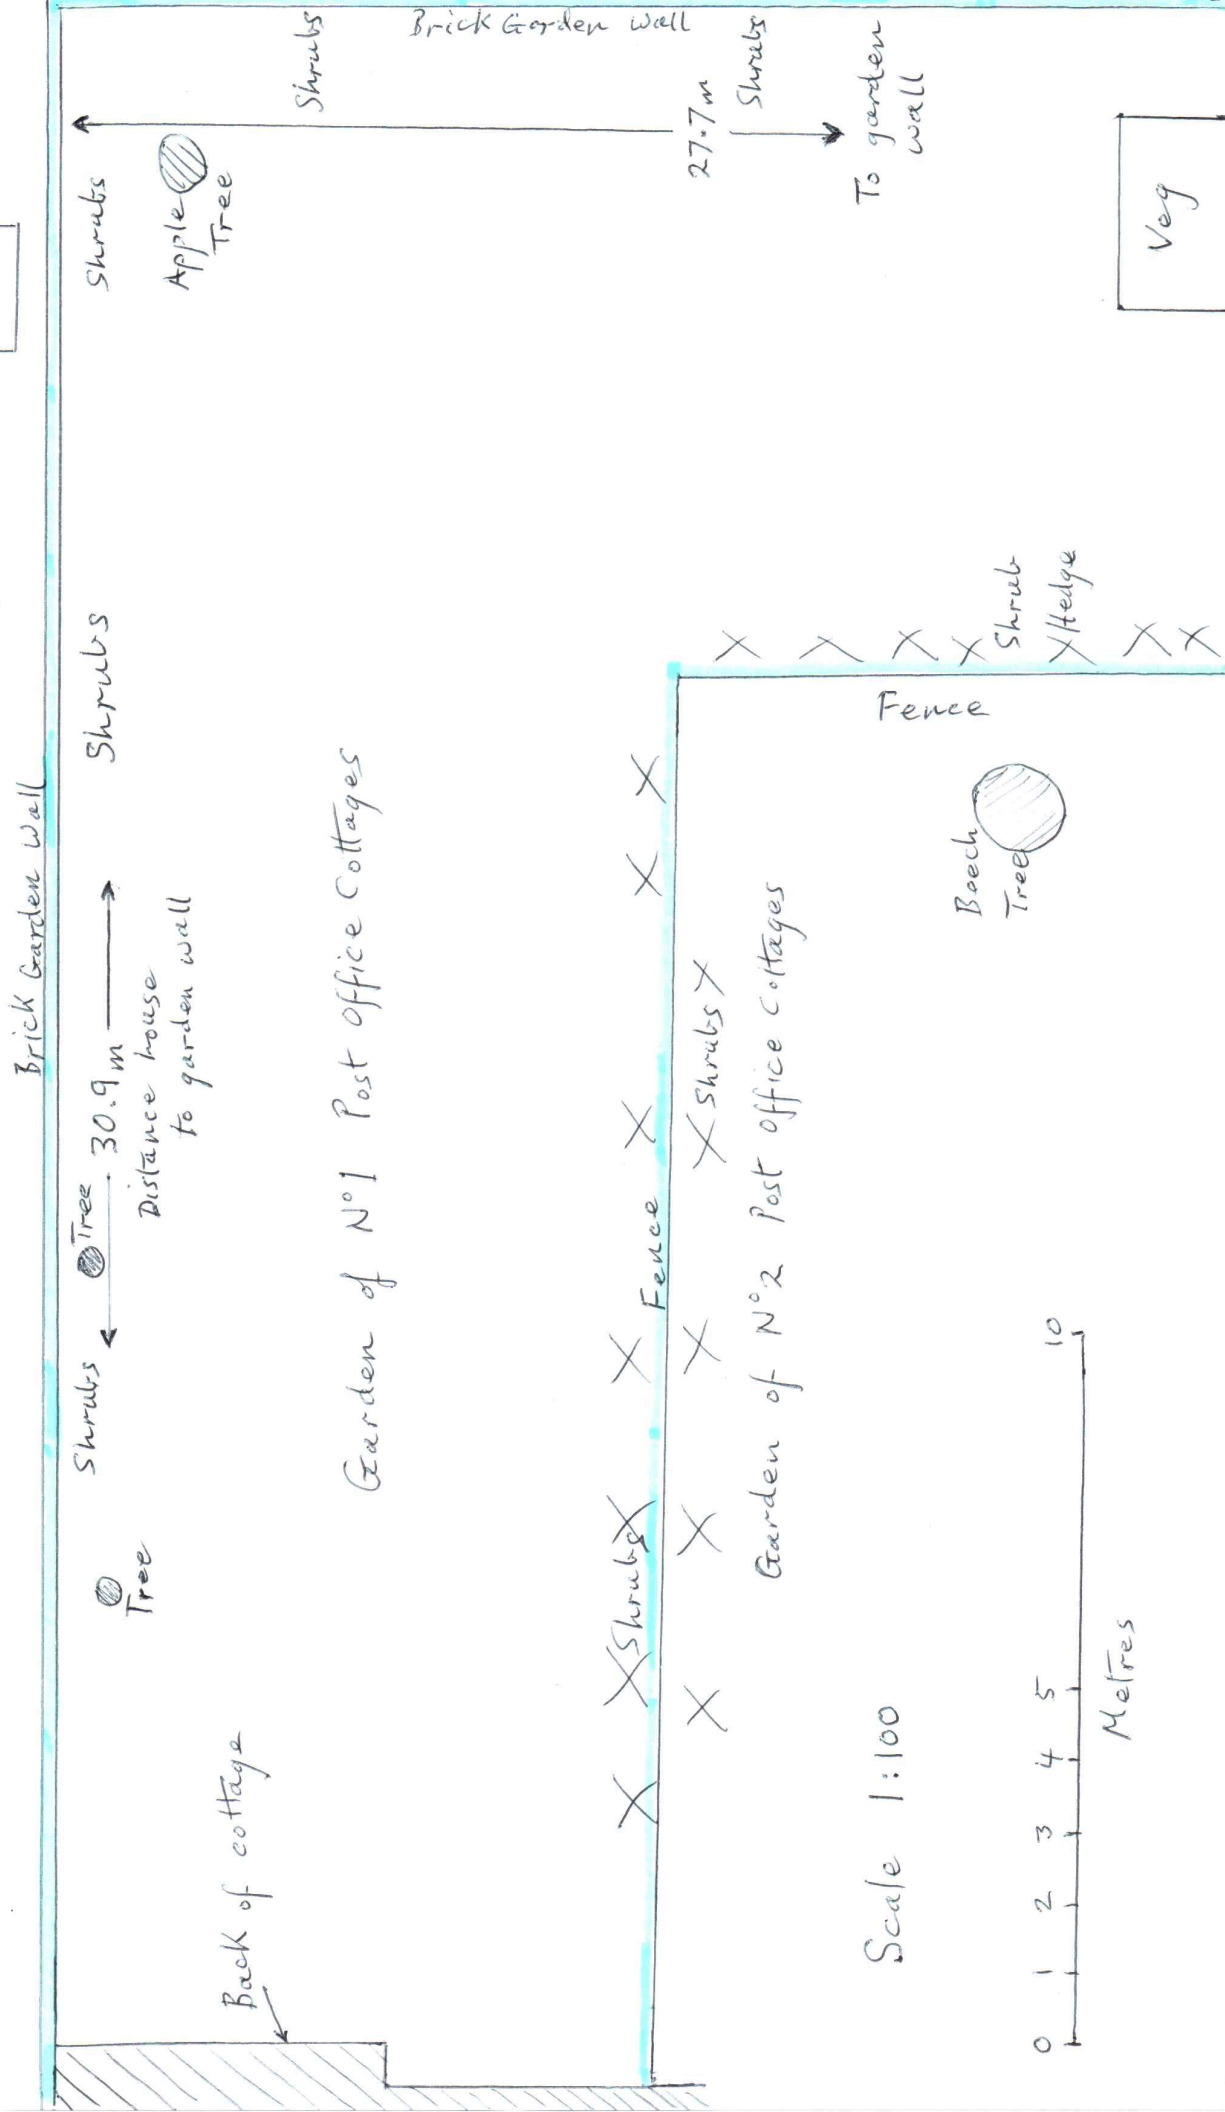 Brick Garden Wall
Brick Garden Wall
Shrubs
Tree
Shrubs
Tree
30.9m
Distance house
to garden wall
Shrubs
Shrubs
Apple
Tree
Shrubs
27.7m
Shrubs
To garden
wall
Back of cottage
Garden of Nº1 Post Office Cottages
Shrubs
Fence
Shrubs
Garden of Nº2 Post Office Cottages
Fence
Shrub
Hedge
Beech
Tree
Veg
Scale 1:100
0 1 2 3 4 5 10
Metres